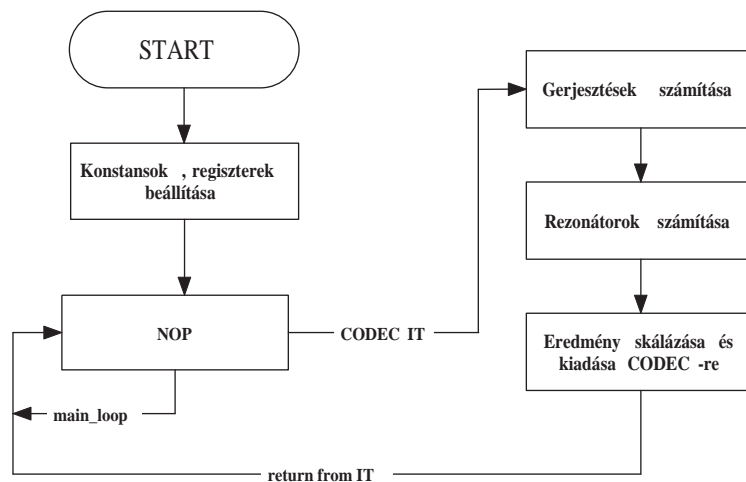 START
Konstansok , regiszterek
beállítása
NOP
main_loop
CODEC IT
Gerjesztések számítása
Rezonátorok számítása
Eredmény skálázása és
kiadása CODEC -re
return from IT